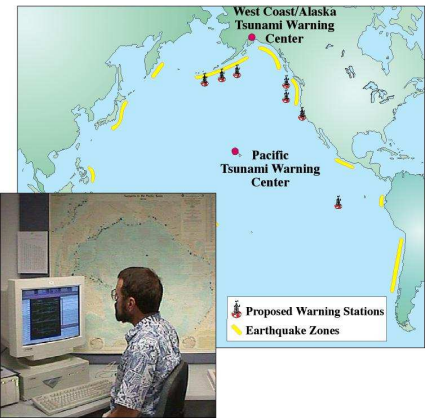 West Coast/Alaska
Tsunami Warning
Center
Pacific
Tsunami Warning
Center
Proposed Warning Stations
Earthquake Zones